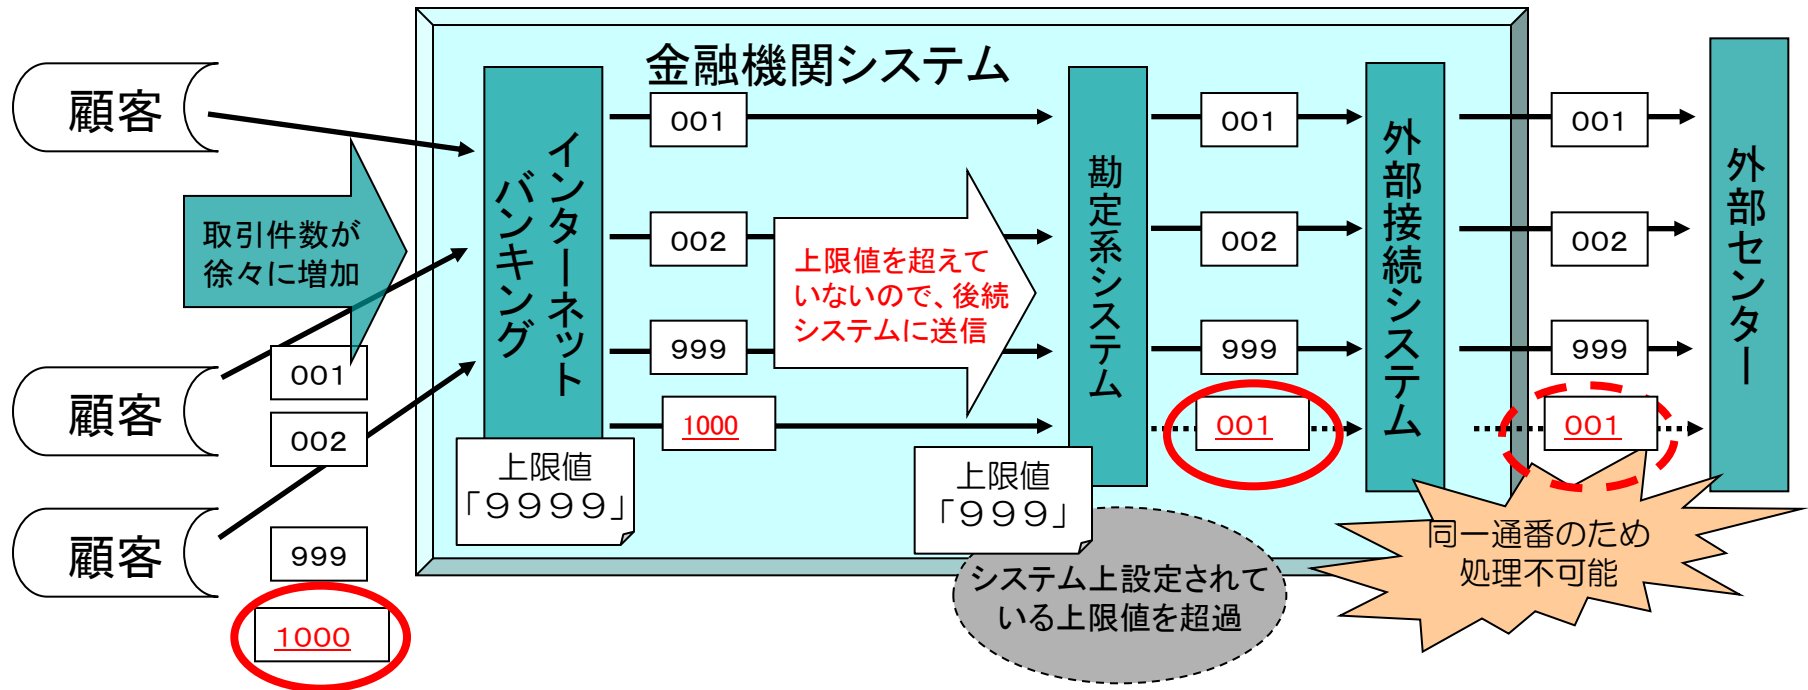 金融機関システム
顧客
顧客
顧客
取引件数が
徐々に増加
001
002
999
1000
インターネット
バンキング
上限値
「9999」
001
002
999
1000
上限値を超えて
いないので、後続
システムに送信
勘定系システム
上限値
「999」
システム上設定されて
いる上限値を超過
001
002
999
001
外部接続システム
001
002
999
001
同一通番のため
処理不可能
外部センター